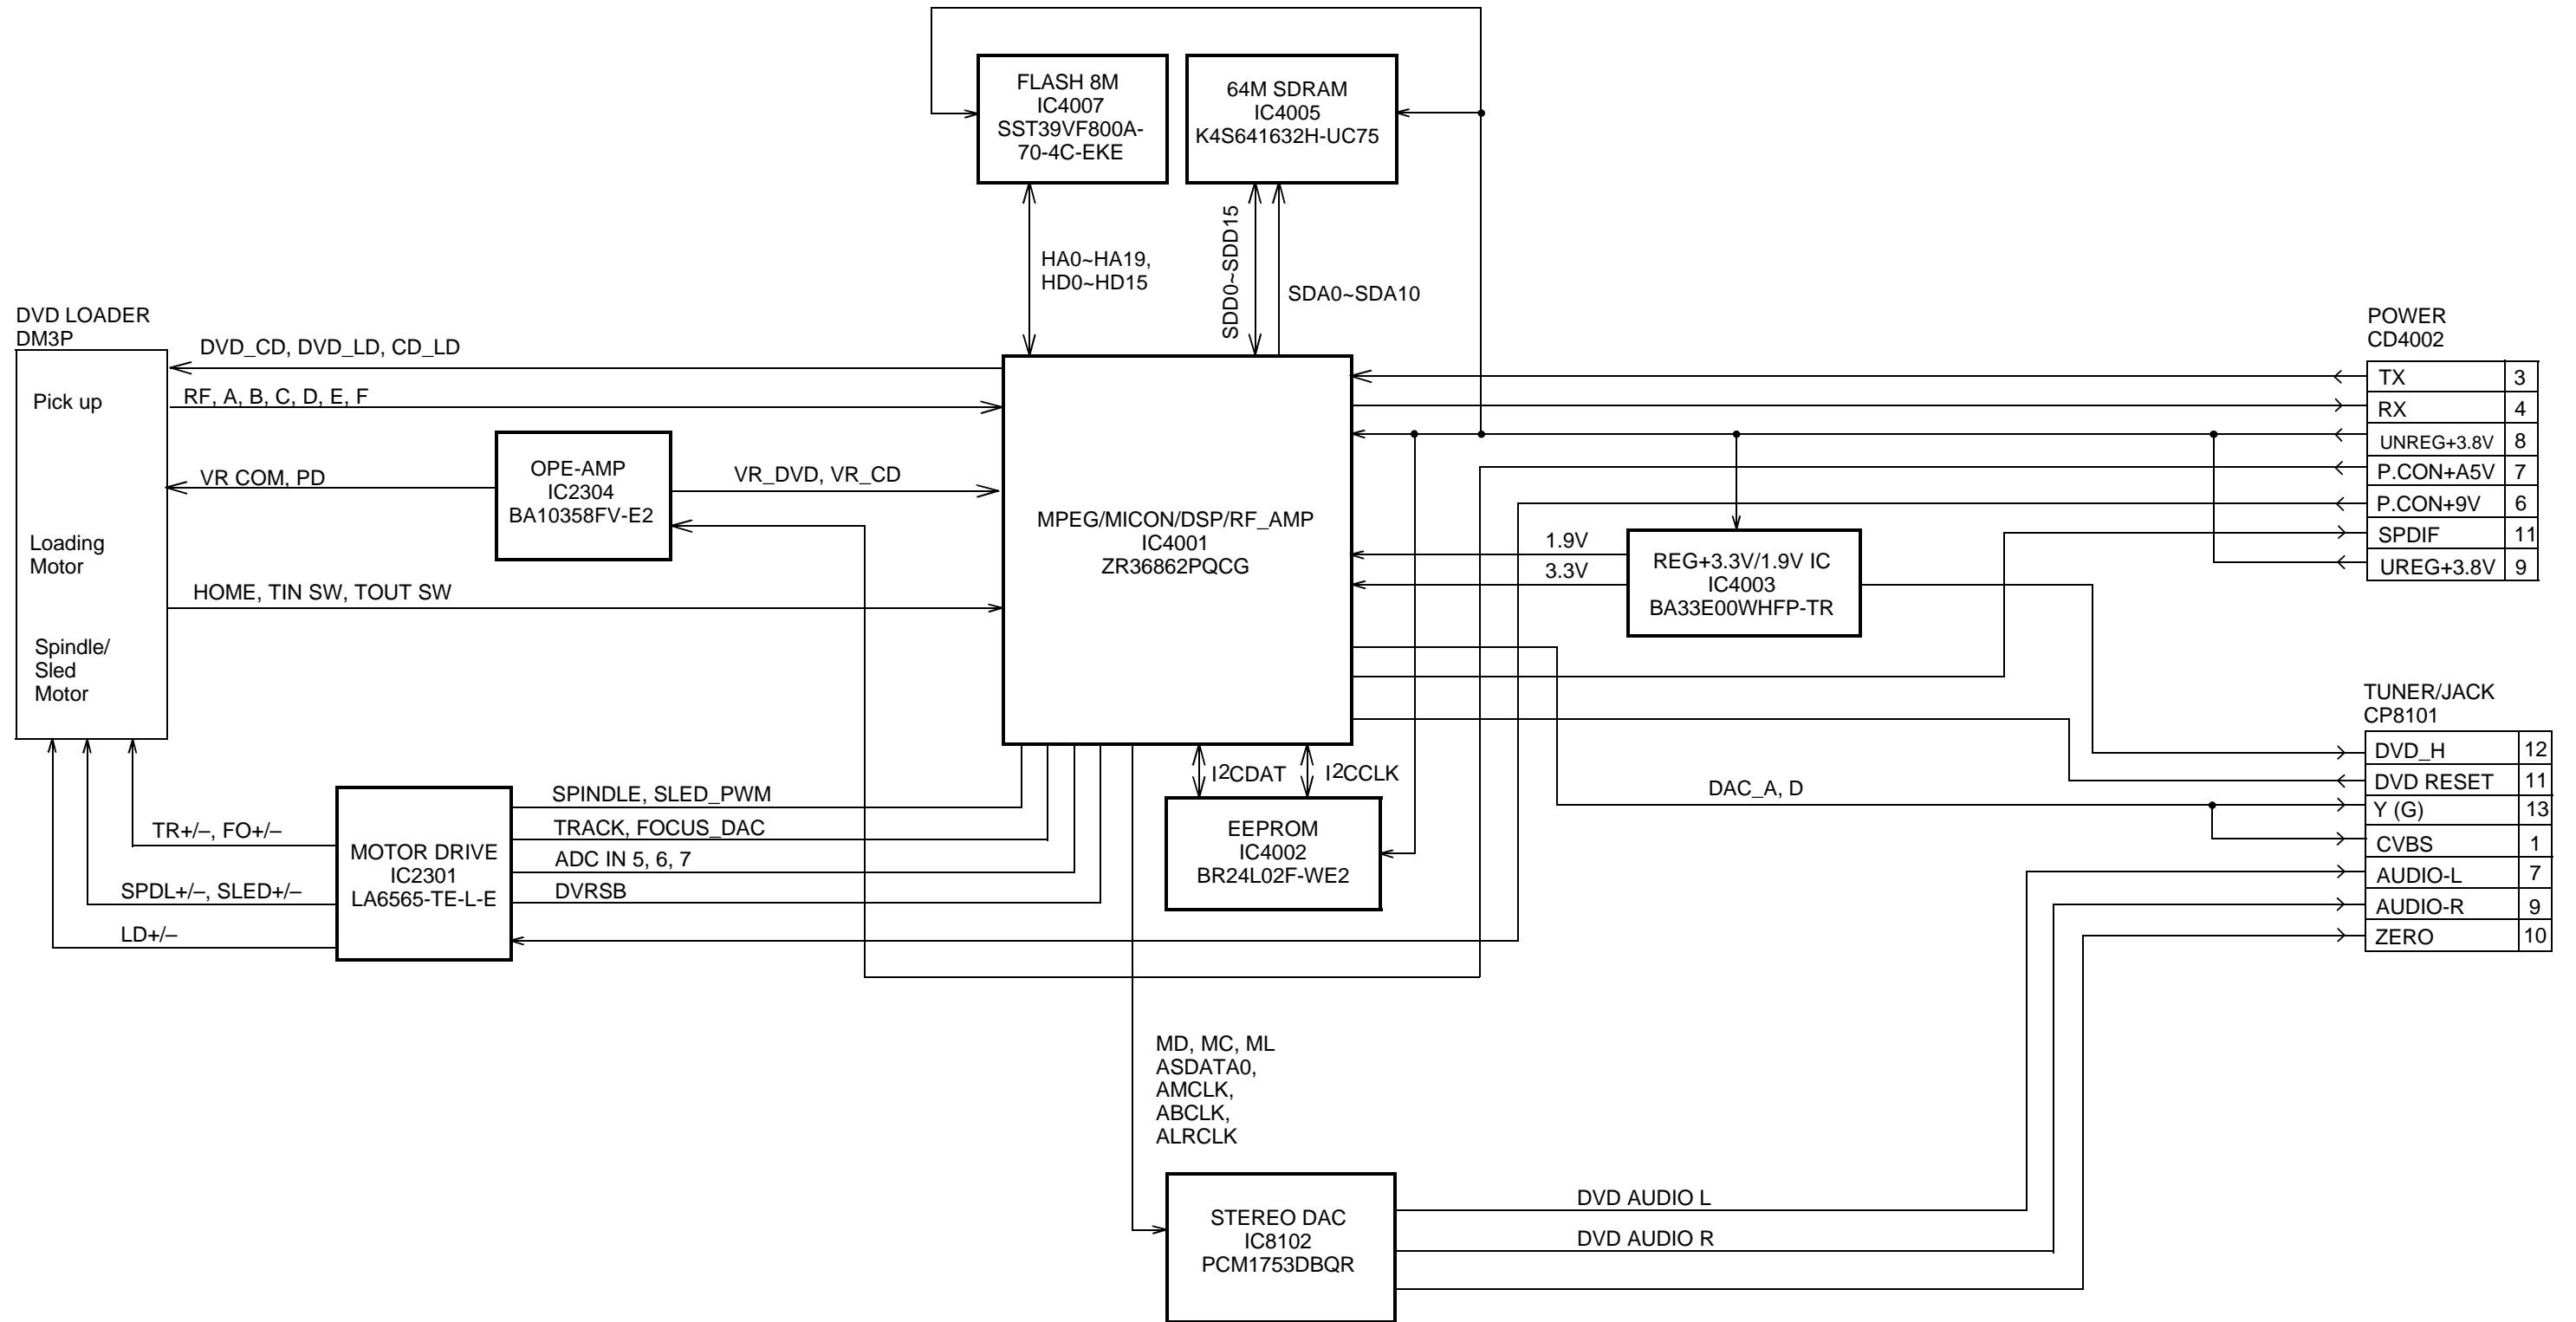 FLASH 8M
IC4007
SST39VF800A-
70-4C-EKE
64M SDRAM
IC4005
K4S641632H-UC75
HA0~HA19,
HD0~HD15
SDD0~SDD15
SDA0~SDA10
DVD LOADER
DM3P
Pick up
Loading
Motor
Spindle/
Sled
Motor
DVD_CD, DVD_LD, CD_LD
RF, A, B, C, D, E, F
VR COM, PD
OPE-AMP
IC2304
BA10358FV-E2
VR_DVD, VR_CD
HOME, TIN SW, TOUT SW
MPEG/MICON/DSP/RF_AMP
IC4001
ZR36862PQCG
1.9V
3.3V
REG+3.3V/1.9V IC
IC4003
BA33E00WHFP-TR
POWER
CD4002
TX 3
RX 4
UNREG+3.8V 8
P.CON+A5V 7
P.CON+9V 6
SPDIF 11
UREG+3.8V 9
TUNER/JACK
CP8101
DVD_H 12
DVD RESET 11
Y (G) 13
CVBS 1
AUDIO-L 7
AUDIO-R 9
ZERO 10
DAC_A, D
I2CDAT
I2CCLK
EEPROM
IC4002
BR24L02F-WE2
SPINDLE, SLED_PWM
TRACK, FOCUS_DAC
ADC IN 5, 6, 7
DVRSB
MOTOR DRIVE
IC2301
LA6565-TE-L-E
TR+/–, FO+/–
SPDL+/–, SLED+/–
LD+/–
MD, MC, ML
ASDATA0,
AMCLK,
ABCLK,
ALRCLK
STEREO DAC
IC8102
PCM1753DBQR
DVD AUDIO L
DVD AUDIO R